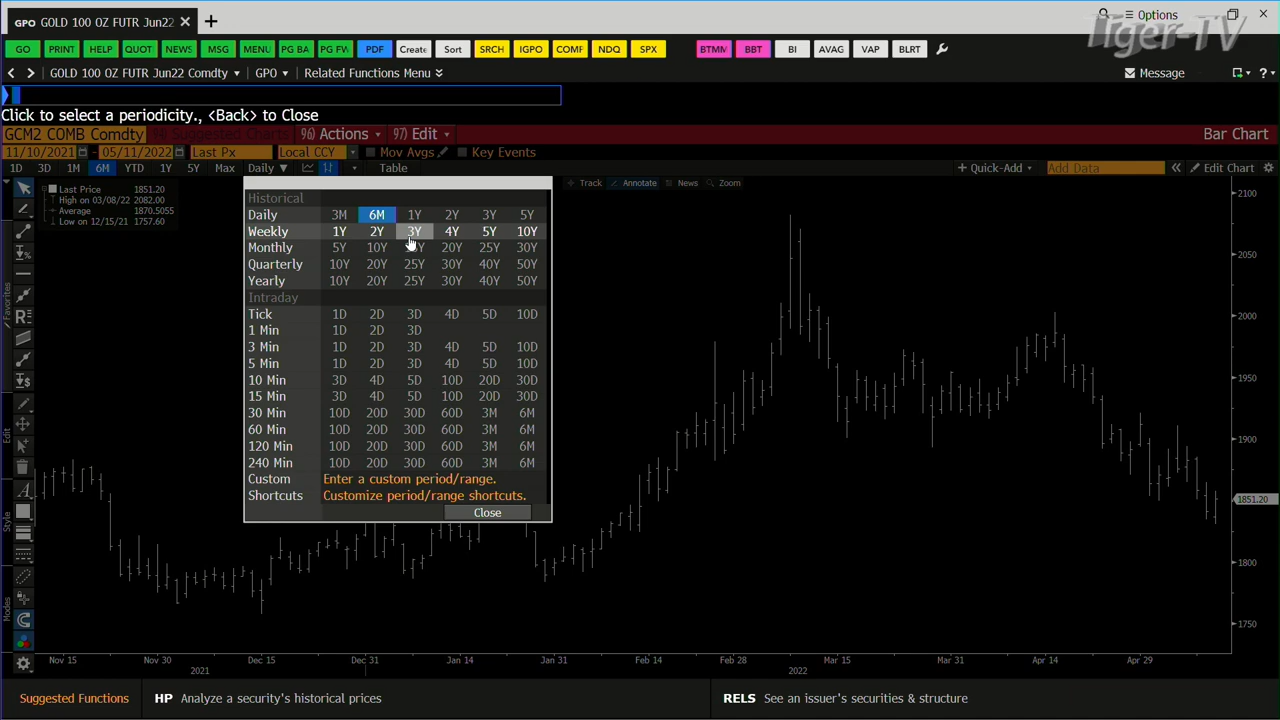 GPO GOLD 100 OZ FUTR Jun22
Options
Tiger-TV
GO PRINT HELP QUOT NEWS MSG MENU PG BA PG FW PDF Create Sort SRCH IGPO COMF NDQ SPX BTMM BBT BI AVAG VAP BLRT
GOLD 100 OZ FUTR Jun22 Comdty GPO Related Functions Menu Message
Click to select a periodicity., <Back> to Close
GCM2 COMB Comdty 94) Suggested Charts 96) Actions 97) Edit Bar Chart
11/10/2021 - 05/11/2022 Last Px Local CCY Mov Avgs Key Events
1D 3D 1M 6M YTD 1Y 5Y Max Daily Table + Quick-Add Add Data Edit Chart
Track Annotate News Zoom
Last Price 1851.20
High on 03/08/22 2082.00
Average 1870.5055
Low on 12/15/21 1757.60
Historical
Daily 3M 6M 1Y 2Y 3Y 5Y
Weekly 1Y 2Y 3Y 4Y 5Y 10Y
Monthly 5Y 10Y 20Y 25Y 30Y
Quarterly 10Y 20Y 25Y 30Y 40Y 50Y
Yearly 10Y 20Y 25Y 30Y 40Y 50Y
Intraday
Tick 1D 2D 3D 4D 5D 10D
1 Min 1D 2D 3D
3 Min 1D 2D 3D 4D 5D 10D
5 Min 1D 2D 3D 4D 5D 10D
10 Min 3D 4D 5D 10D 20D 30D
15 Min 3D 4D 5D 10D 20D 30D
30 Min 10D 20D 30D 60D 3M 6M
60 Min 10D 20D 30D 60D 3M 6M
120 Min 10D 20D 30D 60D 3M 6M
240 Min 10D 20D 30D 60D 3M 6M
Custom Enter a custom period/range.
Shortcuts Customize period/range shortcuts.
Close
Favorites
Edit
Style
Modes
2100
2050
2000
1950
1900
1851.20
1800
1750
Nov 15 Nov 30 Dec 15 Dec 31 Jan 14 Jan 31 Feb 14 Feb 28 Mar 15 Mar 31 Apr 14 Apr 29
2021 2022
Suggested Functions HP Analyze a security's historical prices RELS See an issuer's securities & structure